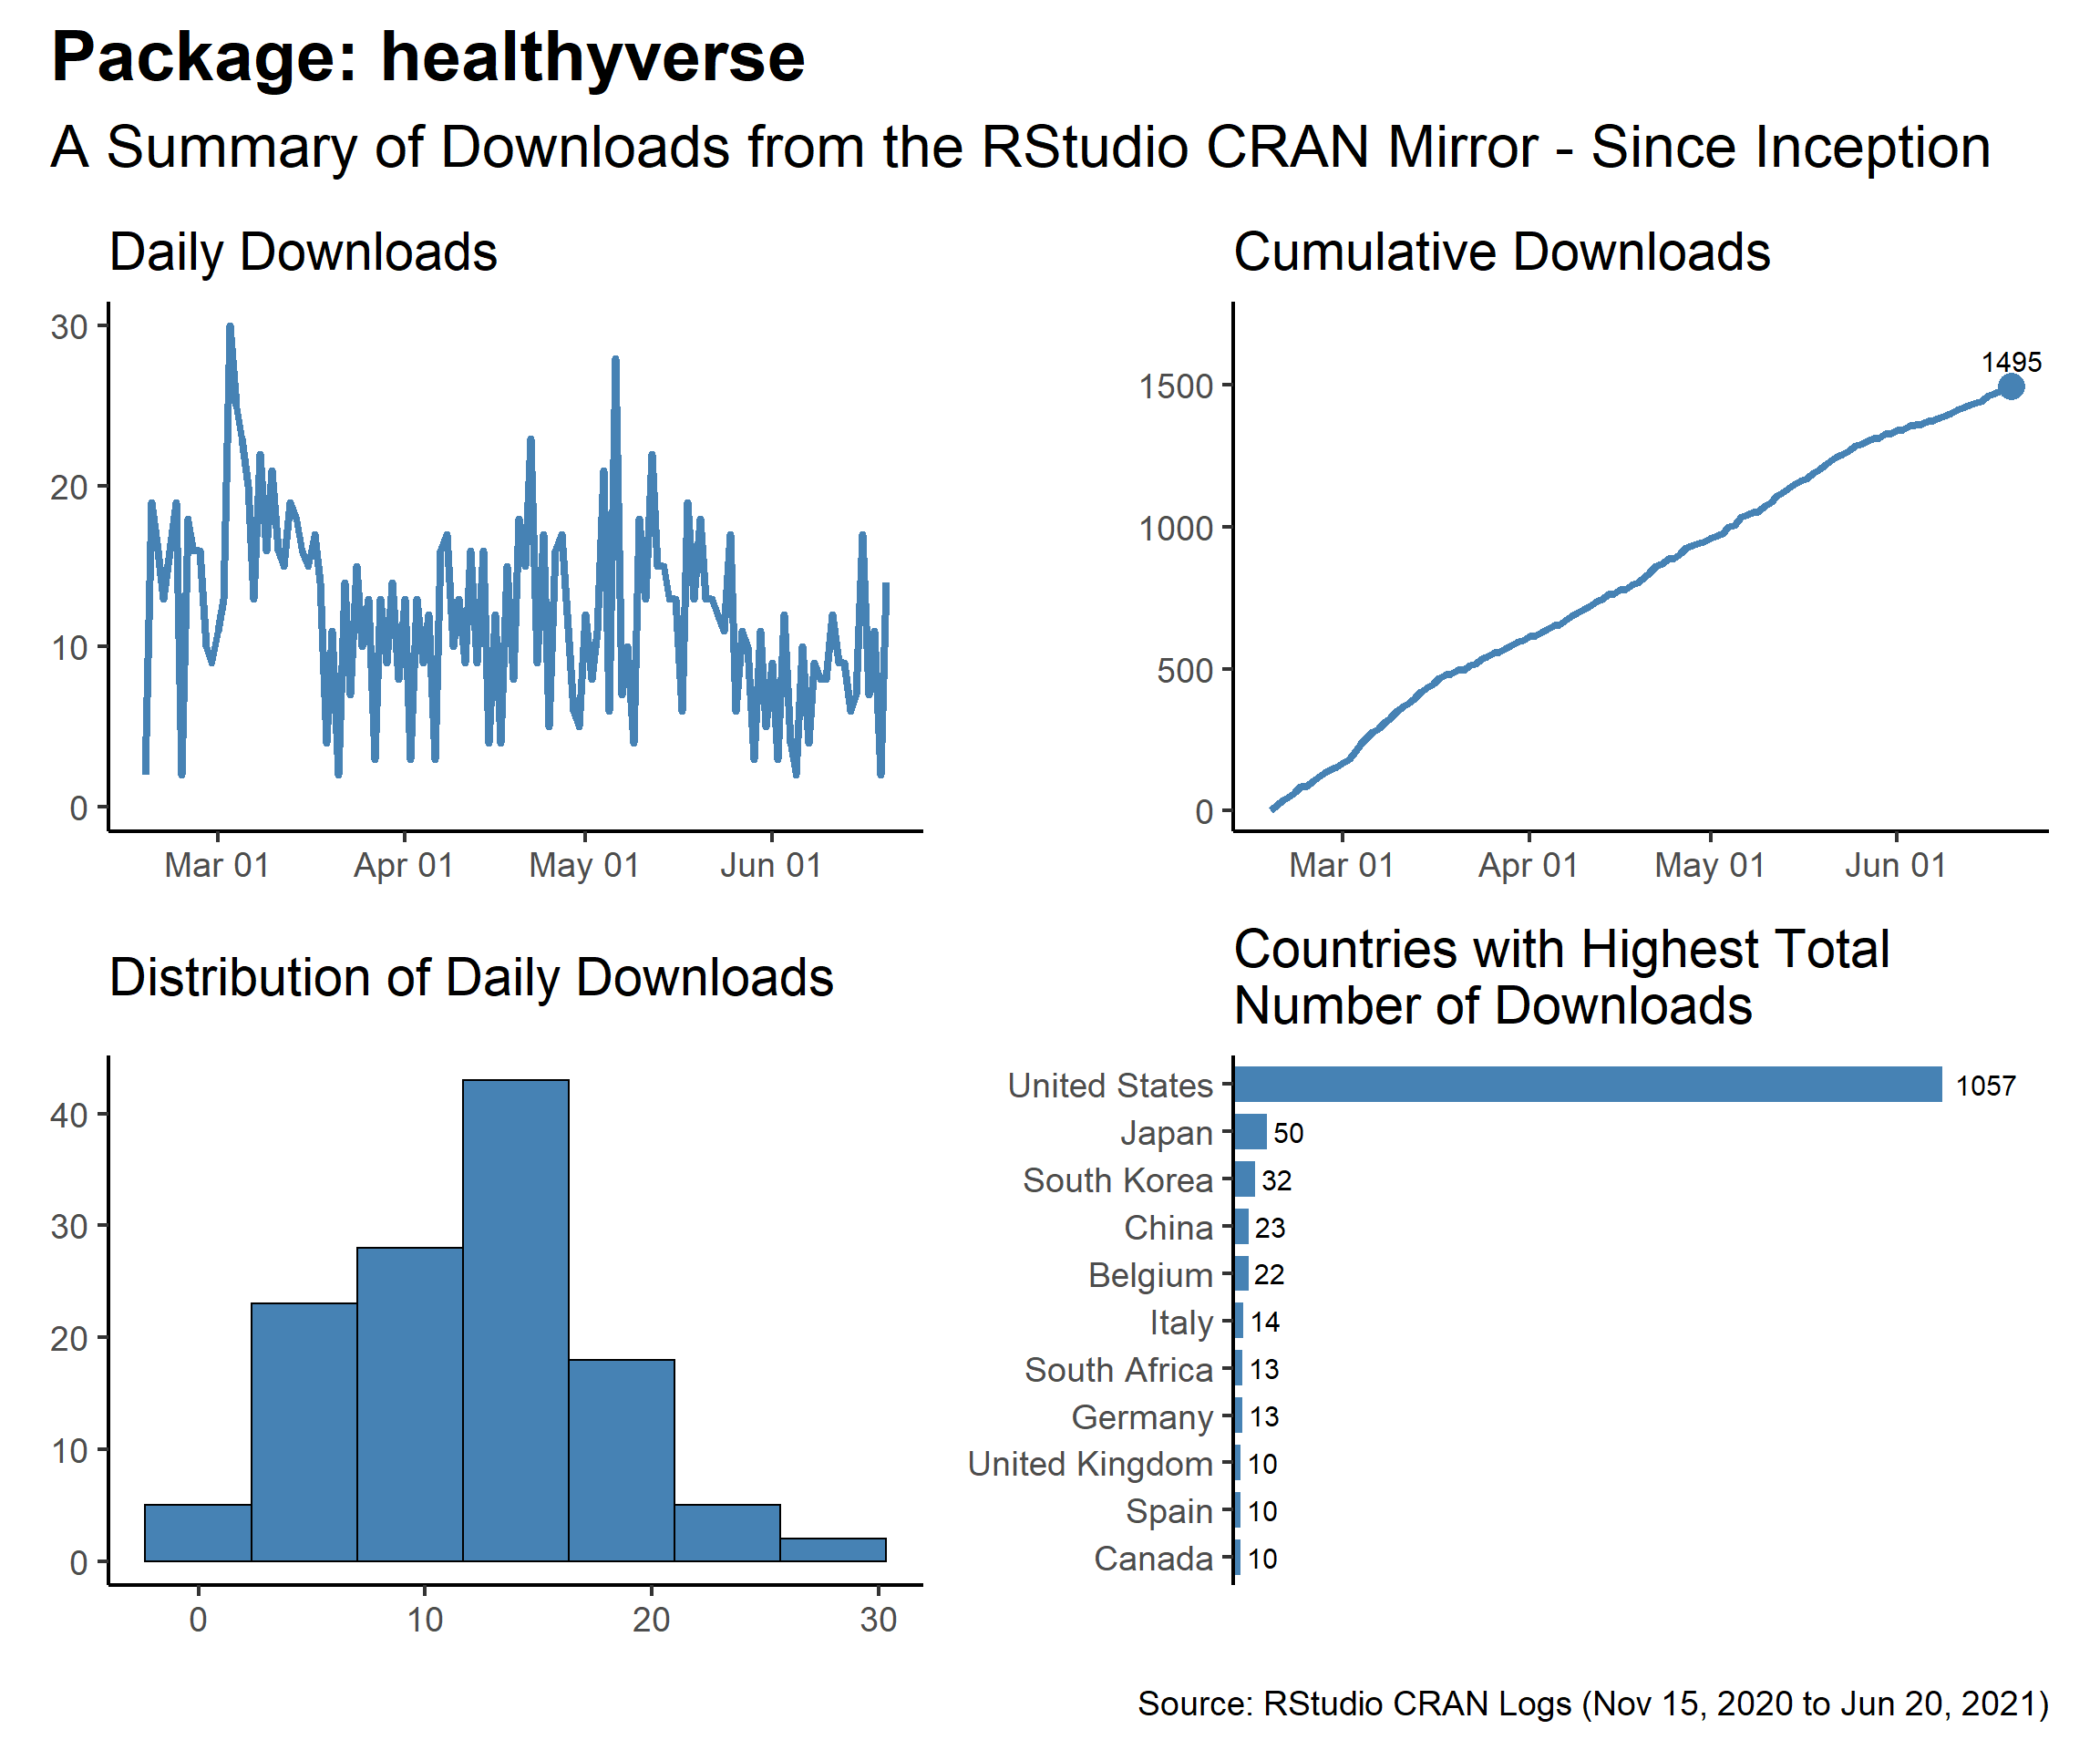 Package: healthyverse
A Summary of Downloads from the RStudio CRAN Mirror - Since Inception
Daily Downloads
30
20
10
0
Mar 01 Apr 01 May 01 Jun 01
Cumulative Downloads
1495
1500
1000
500
0
Mar 01 Apr 01 May 01 Jun 01
Distribution of Daily Downloads
40
30
20
10
0
0 10 20 30
Countries with Highest Total
Number of Downloads
United States 1057
Japan 50
South Korea 32
China 23
Belgium 22
Italy 14
South Africa 13
Germany 13
United Kingdom 10
Spain 10
Canada 10
Source: RStudio CRAN Logs (Nov 15, 2020 to Jun 20, 2021)